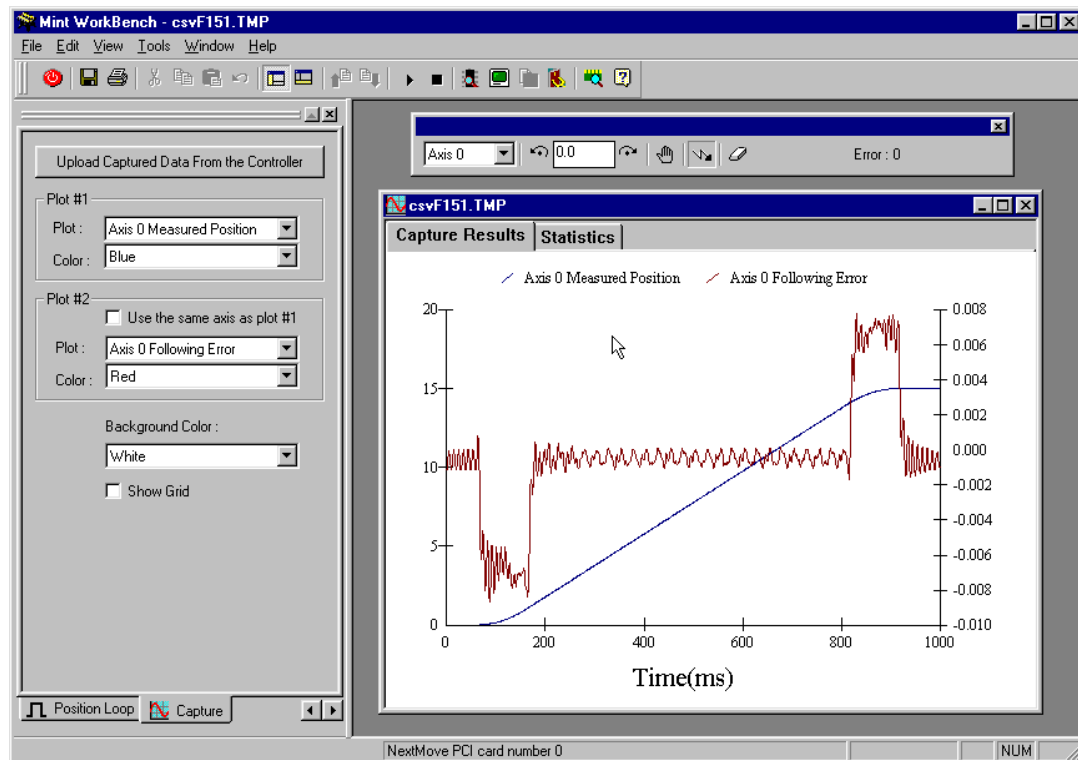 Mint WorkBench - csvF151.TMP
File Edit View Tools Window Help
Upload Captured Data From the Controller
Plot #1
Plot : Axis 0 Measured Position
Color : Blue
Plot #2
Use the same axis as plot #1
Plot : Axis 0 Following Error
Color : Red
Background Color :
White
Show Grid
Position Loop Capture
Axis 0 0.0 Error : 0
csvF151.TMP
Capture Results Statistics
Axis 0 Measured Position Axis 0 Following Error
20 0.008
0.006
15 0.004
0.002
0.000
10 -0.002
-0.004
5 -0.006
-0.008
0 -0.010
0 200 400 600 800 1000
Time(ms)
NextMove PCI card number 0 NUM